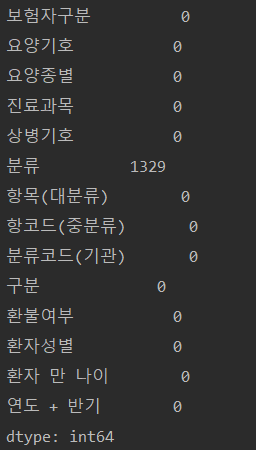 보험자구분 0
요양기호 0
요양종별 0
진료과목 0
상병기호 0
분류 1329
항목(대분류) 0
항코드(중분류) 0
분류코드(기관) 0
구분 0
환불여부 0
환자성별 0
환자 만 나이 0
연도 + 반기 0
dtype: int64